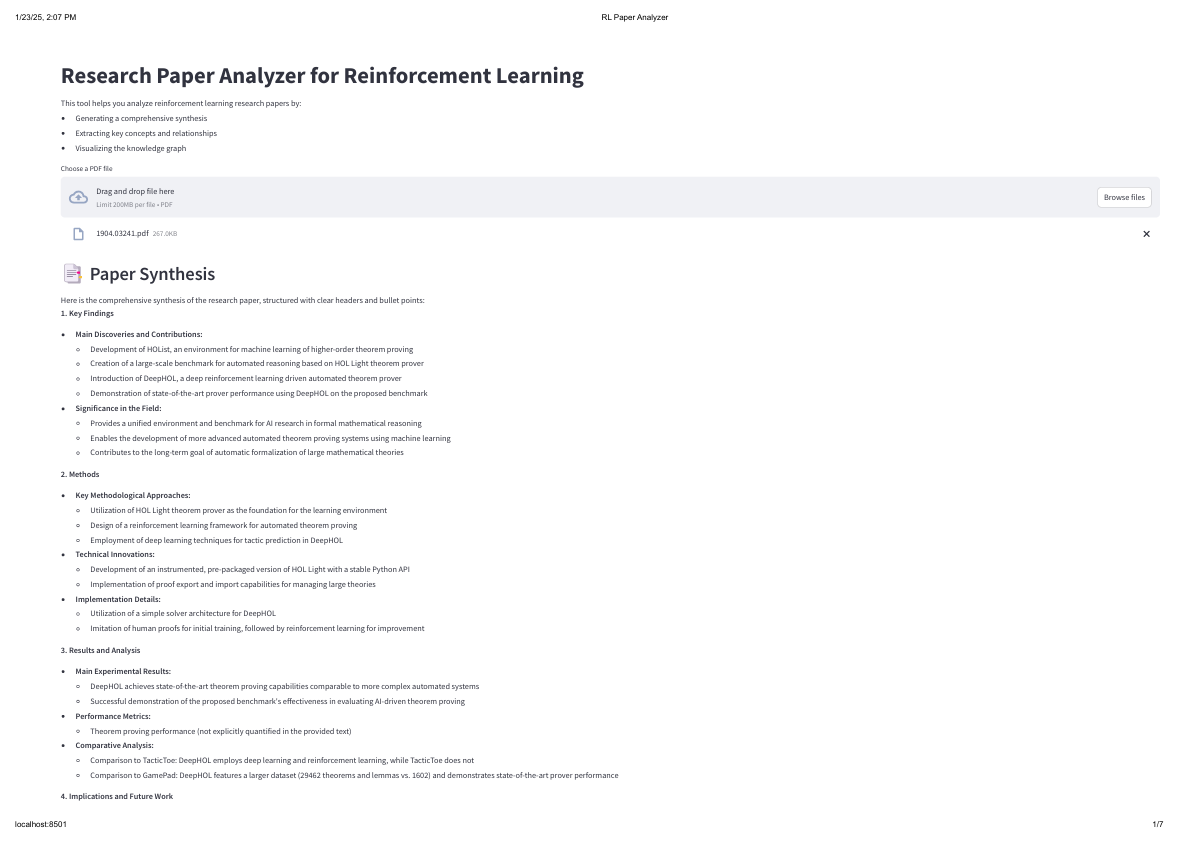 1/23/25, 2:07 PM
RL Paper Analyzer
Research Paper Analyzer for Reinforcement Learning
This tool helps you analyze reinforcement learning research papers by:
• Generating a comprehensive synthesis
• Extracting key concepts and relationships
• Visualizing the knowledge graph
Choose a PDF file
Drag and drop file here
Limit 200MB per file • PDF
Browse files
1904.03241.pdf 267.0KB
Paper Synthesis
Here is the comprehensive synthesis of the research paper, structured with clear headers and bullet points:
1. Key Findings
• Main Discoveries and Contributions:
◦ Development of HOList, an environment for machine learning of higher-order theorem proving
◦ Creation of a large-scale benchmark for automated reasoning based on HOL Light theorem prover
◦ Introduction of DeepHOL, a deep reinforcement learning driven automated theorem prover
◦ Demonstration of state-of-the-art prover performance using DeepHOL on the proposed benchmark
• Significance in the Field:
◦ Provides a unified environment and benchmark for AI research in formal mathematical reasoning
◦ Enables the development of more advanced automated theorem proving systems using machine learning
◦ Contributes to the long-term goal of automatic formalization of large mathematical theories
2. Methods
• Key Methodological Approaches:
◦ Utilization of HOL Light theorem prover as the foundation for the learning environment
◦ Design of a reinforcement learning framework for automated theorem proving
◦ Employment of deep learning techniques for tactic prediction in DeepHOL
• Technical Innovations:
◦ Development of an instrumented, pre-packaged version of HOL Light with a stable Python API
◦ Implementation of proof export and import capabilities for managing large theories
• Implementation Details:
◦ Utilization of a simple solver architecture for DeepHOL
◦ Imitation of human proofs for initial training, followed by reinforcement learning for improvement
3. Results and Analysis
• Main Experimental Results:
◦ DeepHOL achieves state-of-the-art theorem proving capabilities comparable to more complex automated systems
◦ Successful demonstration of the proposed benchmark's effectiveness in evaluating AI-driven theorem proving
• Performance Metrics:
◦ Theorem proving performance (not explicitly quantified in the provided text)
• Comparative Analysis:
◦ Comparison to TacticToe: DeepHOL employs deep learning and reinforcement learning, while TacticToe does not
◦ Comparison to GamePad: DeepHOL features a larger dataset (29462 theorems and lemmas vs. 1602) and demonstrates state-of-the-art prover performance
4. Implications and Future Work
localhost:8501
1/7